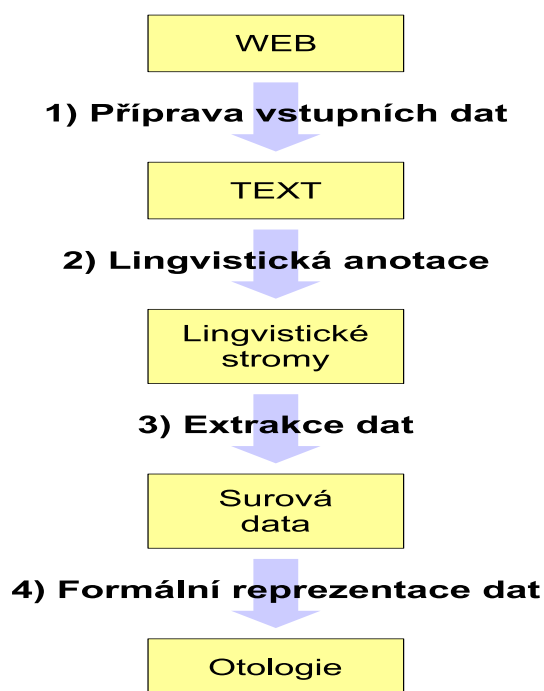 WEB
1) Příprava vstupních dat
TEXT
2) Lingvistická anotace
Lingvistické
stromy
3) Extrakce dat
Surová
data
4) Formální reprezentace dat
Otologie